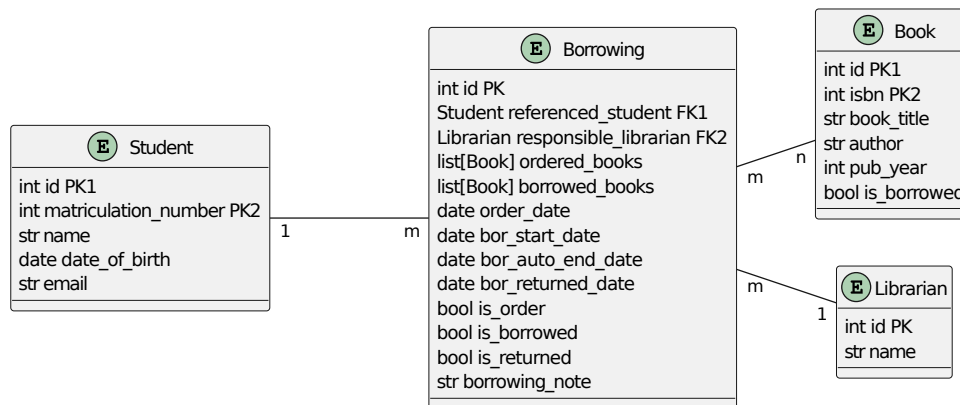 E Student
int id PK1
int matriculation_number PK2
str name
date date_of_birth
str email
1
m
E Borrowing
int id PK
Student referenced_student FK1
Librarian responsible_librarian FK2
list[Book] ordered_books
list[Book] borrowed_books
date order_date
date bor_start_date
date bor_auto_end_date
date bor_returned_date
bool is_order
bool is_borrowed
bool is_returned
str borrowing_note
m
n
m
1
E Book
int id PK1
int isbn PK2
str book_title
str author
int pub_year
bool is_borrowed
E Librarian
int id PK
str name